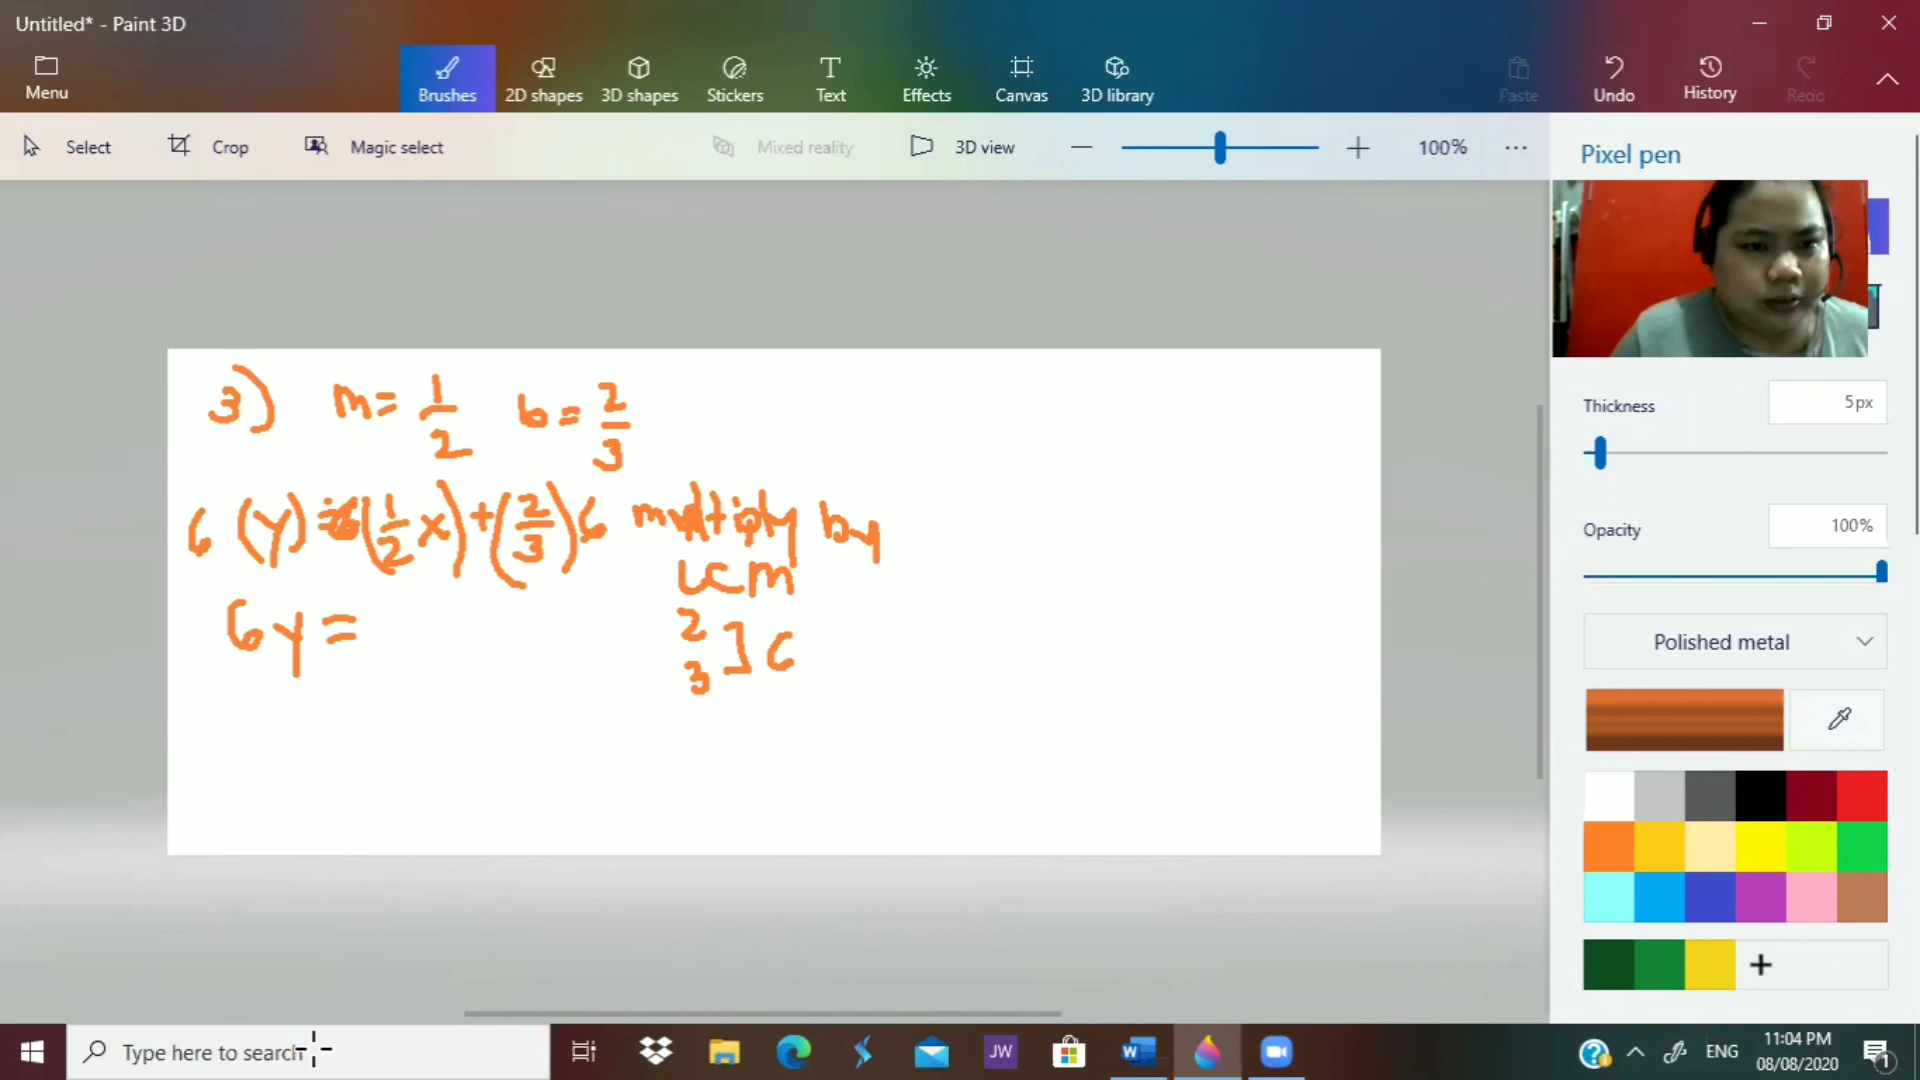 Untitled* - Paint 3D
Menu
Brushes
2D shapes
3D shapes
Stickers
Text
Effects
Canvas
3D library
Paste
Undo
History
Redo
Select
Crop
Magic select
Mixed reality
3D view
100%
Pixel pen
Thickness
5px
Opacity
100%
Polished metal
3) m = 1/2 b = 2/3
6 (y) = 6(1/2 x) + (2/3)6 multiply by
LCM
6y =
2
3 ] 6
Type here to search
JW
W
ENG
11:04 PM
08/08/2020
1